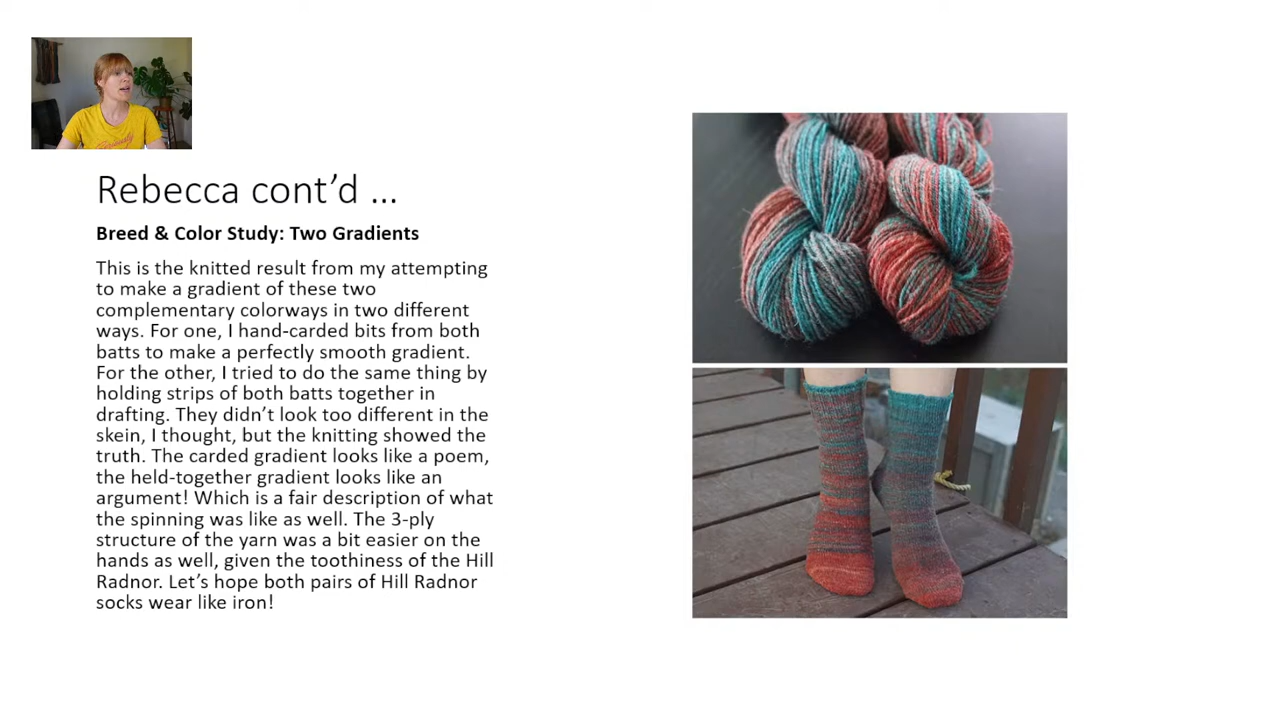 Rebecca cont’d …
Breed & Color Study: Two Gradients
This is the knitted result from my attempting
to make a gradient of these two
complementary colorways in two different
ways. For one, I hand-carded bits from both
batts to make a perfectly smooth gradient.
For the other, I tried to do the same thing by
holding strips of both batts together in
drafting. They didn’t look too different in the
skein, I thought, but the knitting showed the
truth. The carded gradient looks like a poem,
the held-together gradient looks like an
argument! Which is a fair description of what
the spinning was like as well. The 3-ply
structure of the yarn was a bit easier on the
hands as well, given the toothiness of the Hill
Radnor. Let’s hope both pairs of Hill Radnor
socks wear like iron!